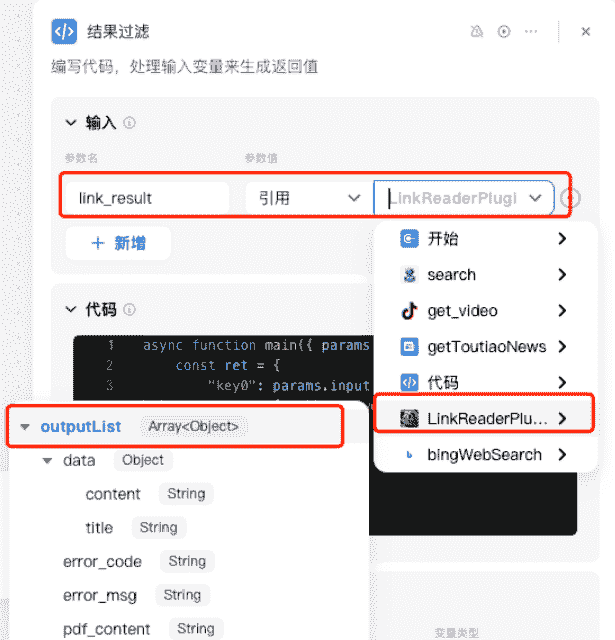 结果过滤
编写代码，处理输入变量来生成返回值
输入
参数名 参数值
link_result 引用 LinkReaderPlugi
+ 新增
开始
search
get_video
getToutiaoNews
代码
LinkReaderPlu...
bingWebSearch
代码
1 async function main({ params
2 const ret = {
3 "key0": params.input
outputList Array<Object>
data Object
content String
title String
error_code String
error_msg String
pdf_content String
变量类型